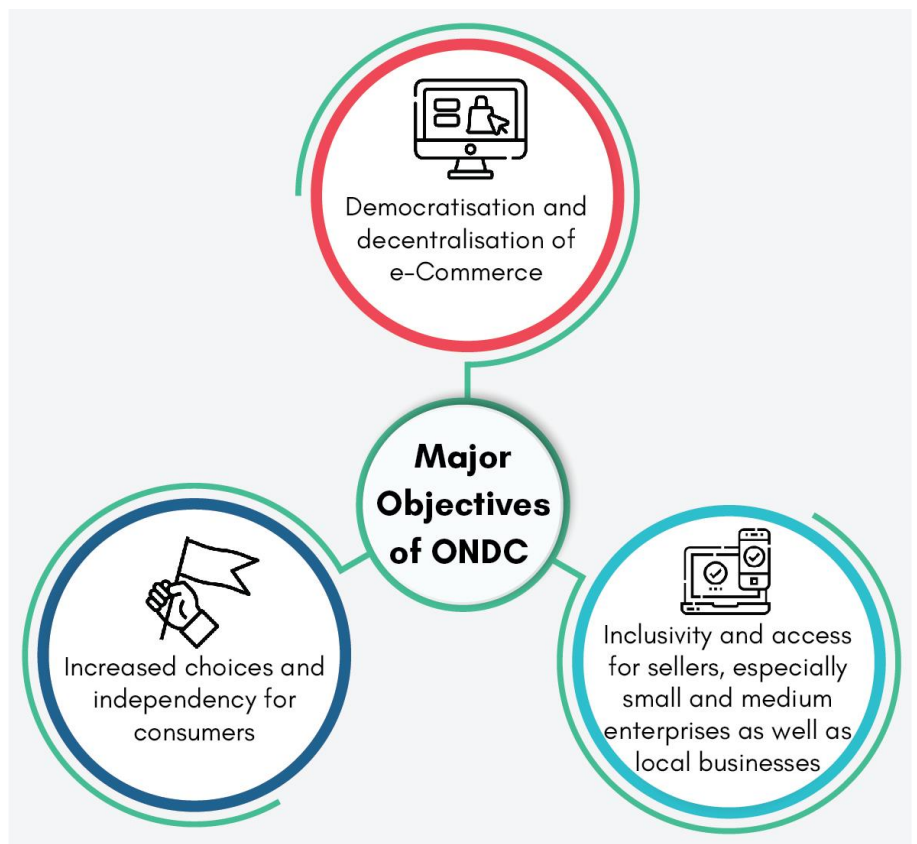 Democratisation and
decentralisation of
e-Commerce
Major
Objectives
of ONDC
Increased choices and
independency for
consumers
Inclusivity and access
for sellers, especially
small and medium
enterprises as well as
local businesses